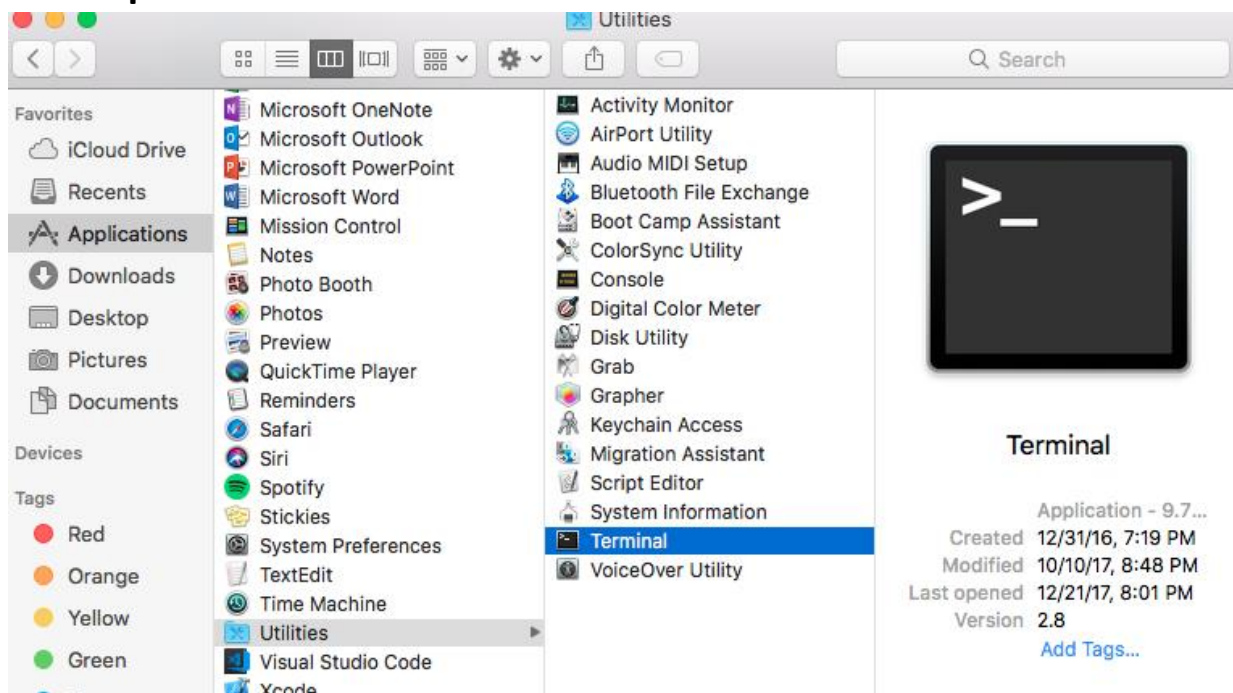 Utilities
Search
Favorites
iCloud Drive
Recents
Applications
Downloads
Desktop
Pictures
Documents
Devices
Tags
Red
Orange
Yellow
Green
Microsoft OneNote
Microsoft Outlook
Microsoft PowerPoint
Microsoft Word
Mission Control
Notes
Photo Booth
Photos
Preview
QuickTime Player
Reminders
Safari
Siri
Spotify
Stickies
System Preferences
TextEdit
Time Machine
Utilities
Visual Studio Code
Xcode
Activity Monitor
AirPort Utility
Audio MIDI Setup
Bluetooth File Exchange
Boot Camp Assistant
ColorSync Utility
Console
Digital Color Meter
Disk Utility
Grab
Grapher
Keychain Access
Migration Assistant
Script Editor
System Information
Terminal
VoiceOver Utility
>_
Terminal
Application - 9.7...
Created 12/31/16, 7:19 PM
Modified 10/10/17, 8:48 PM
Last opened 12/21/17, 8:01 PM
Version 2.8
Add Tags...